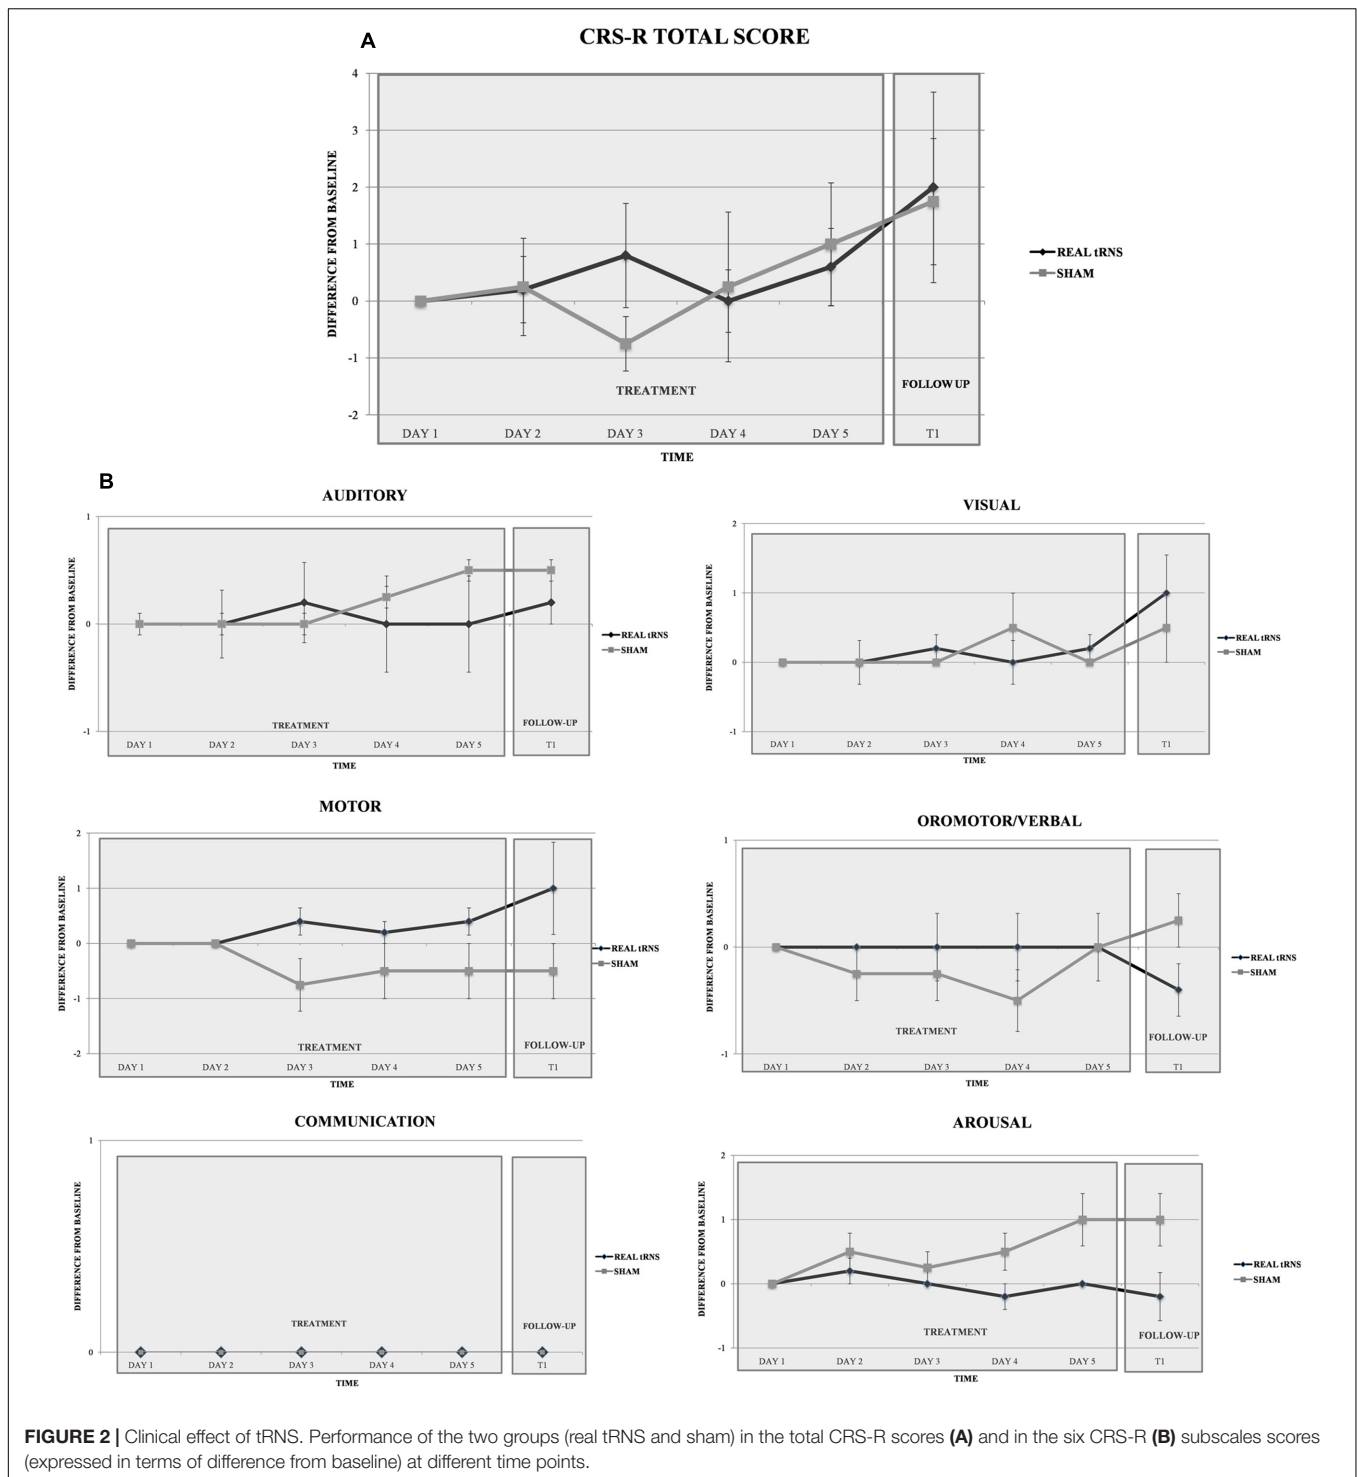 A
CRS-R TOTAL SCORE
4
3
2
1
0
-1
-2
DIFFERENCE FROM BASELINE
TREATMENT
FOLLOW UP
DAY 1 DAY 2 DAY 3 DAY 4 DAY 5 T1
TIME
REAL tRNS
SHAM
B
AUDITORY
1
0
-1
DIFFERENCE FROM BASELINE
TREATMENT
FOLLOW-UP
DAY 1 DAY 2 DAY 3 DAY 4 DAY 5 T1
TIME
REAL tRNS
SHAM
VISUAL
2
1
0
-1
DIFFERENCE FROM BASELINE
DAY 1 DAY 2 DAY 3 DAY 4 DAY 5 T1
TIME
REAL tRNS
SHAM
MOTOR
2
1
0
-1
-2
DIFFERENCE FROM BASELINE
TREATMENT
FOLLOW-UP
DAY 1 DAY 2 DAY 3 DAY 4 DAY 5 T1
TIME
REAL tRNS
SHAM
OROMOTOR/VERBAL
1
0
-1
DIFFERENCE FROM BASELINE
TREATMENT
FOLLOW-UP
DAY 1 DAY 2 DAY 3 DAY 4 DAY 5 T1
TIME
REAL tRNS
SHAM
COMMUNICATION
1
0
DIFFERENCE FROM BASELINE
TREATMENT
FOLLOW-UP
DAY 1 DAY 2 DAY 3 DAY 4 DAY 5 T1
TIME
REAL tRNS
SHAM
AROUSAL
2
1
0
-1
DIFFERENCE FROM BASELINE
TREATMENT
FOLLOW-UP
DAY 1 DAY 2 DAY 3 DAY 4 DAY 5 T1
TIME
REAL tRNS
SHAM
FIGURE 2 | Clinical effect of tRNS. Performance of the two groups (real tRNS and sham) in the total CRS-R scores (A) and in the six CRS-R (B) subscales scores
(expressed in terms of difference from baseline) at different time points.